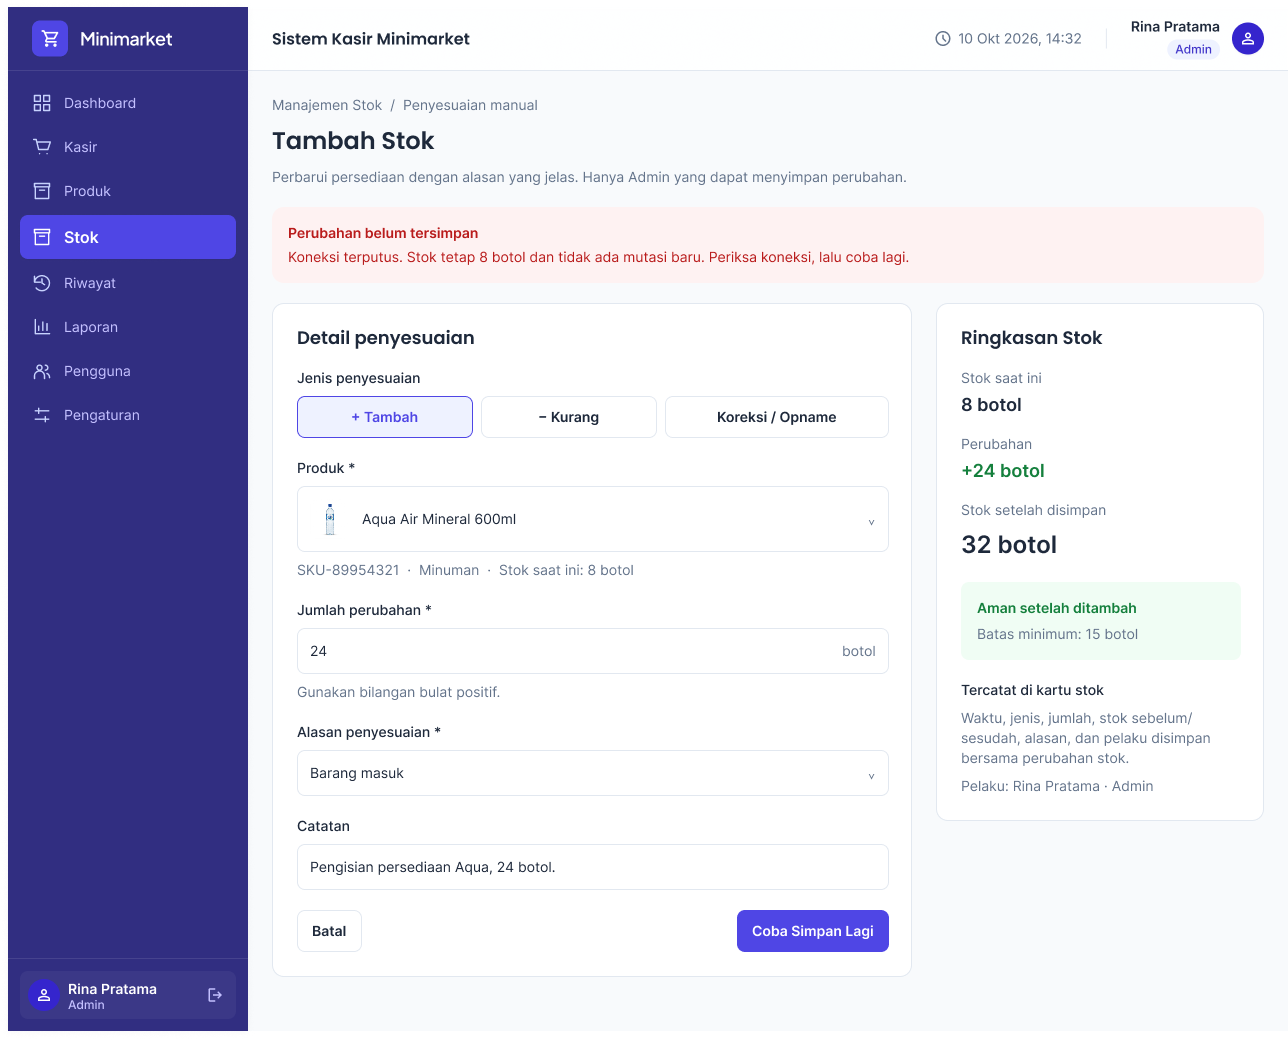 Minimarket
Dashboard
Kasir
Produk
Stok
Riwayat
Laporan
Pengguna
Pengaturan
Rina Pratama
Admin
Sistem Kasir Minimarket
10 Okt 2026, 14:32
Rina Pratama
Admin
Manajemen Stok / Penyesuaian manual
Tambah Stok
Perbarui persediaan dengan alasan yang jelas. Hanya Admin yang dapat menyimpan perubahan.
Perubahan belum tersimpan
Koneksi terputus. Stok tetap 8 botol dan tidak ada mutasi baru. Periksa koneksi, lalu coba lagi.
Detail penyesuaian
Jenis penyesuaian
+ Tambah
− Kurang
Koreksi / Opname
Produk *
Aqua Air Mineral 600ml
SKU-89954321 · Minuman · Stok saat ini: 8 botol
Jumlah perubahan *
24 botol
Gunakan bilangan bulat positif.
Alasan penyesuaian *
Barang masuk
Catatan
Pengisian persediaan Aqua, 24 botol.
Batal
Coba Simpan Lagi
Ringkasan Stok
Stok saat ini
8 botol
Perubahan
+24 botol
Stok setelah disimpan
32 botol
Aman setelah ditambah
Batas minimum: 15 botol
Tercatat di kartu stok
Waktu, jenis, jumlah, stok sebelum/
sesudah, alasan, dan pelaku disimpan
bersama perubahan stok.
Pelaku: Rina Pratama · Admin